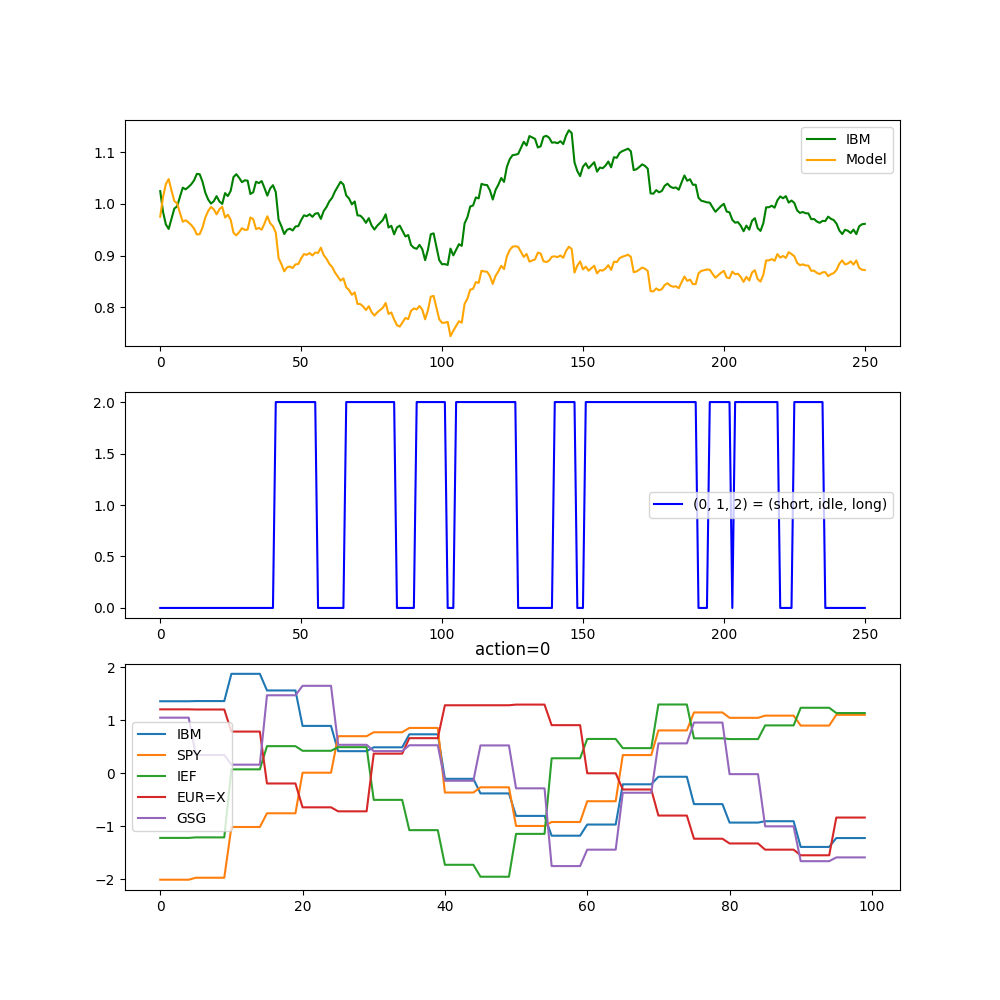 1.1
1.0
0.9
0.8
IBM
Model
0 50 100 150 200 250
2.0
1.5
1.0
0.5
0.0
(0, 1, 2) = (short, idle, long)
0 50 100 150 200 250
action=0
2
1
0
−1
−2
IBM
SPY
IEF
EUR=X
GSG
0 20 40 60 80 100